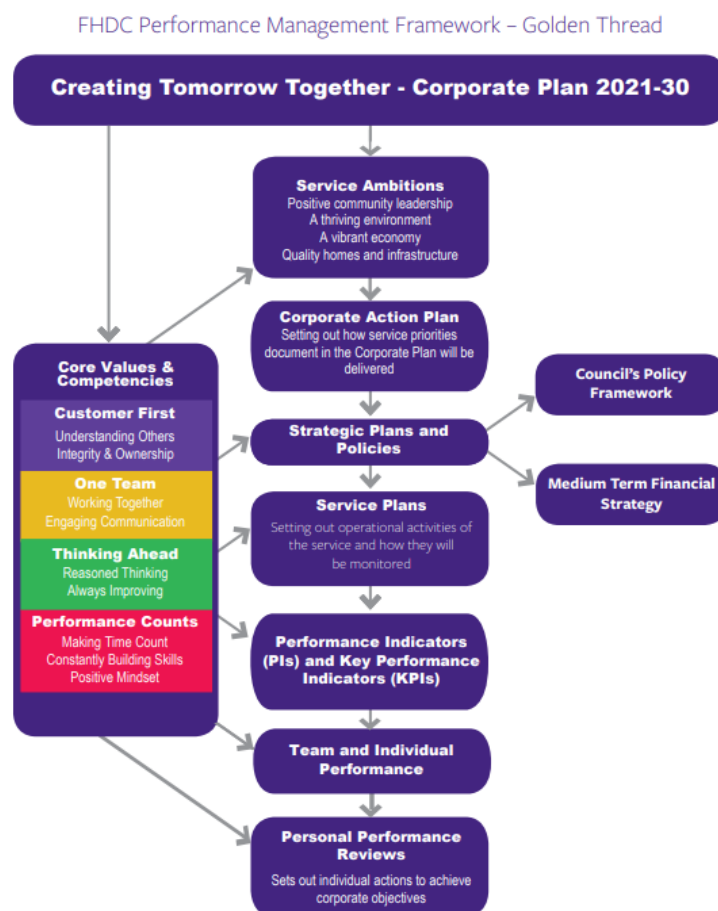 FHDC Performance Management Framework – Golden Thread
Creating Tomorrow Together - Corporate Plan 2021-30
Service Ambitions
Positive community leadership
A thriving environment
A vibrant economy
Quality homes and infrastructure
Corporate Action Plan
Setting out how service priorities
document in the Corporate Plan will be
delivered
Core Values &
Competencies
Customer First
Understanding Others
Integrity & Ownership
One Team
Working Together
Engaging Communication
Thinking Ahead
Reasoned Thinking
Always Improving
Performance Counts
Making Time Count
Constantly Building Skills
Positive Mindset
Strategic Plans and
Policies
Council's Policy
Framework
Medium Term Financial
Strategy
Service Plans
Setting out operational activities of
the service and how they will
be monitored
Performance Indicators
(PIs) and Key Performance
Indicators (KPIs)
Team and Individual
Performance
Personal Performance
Reviews
Sets out individual actions to achieve
corporate objectives